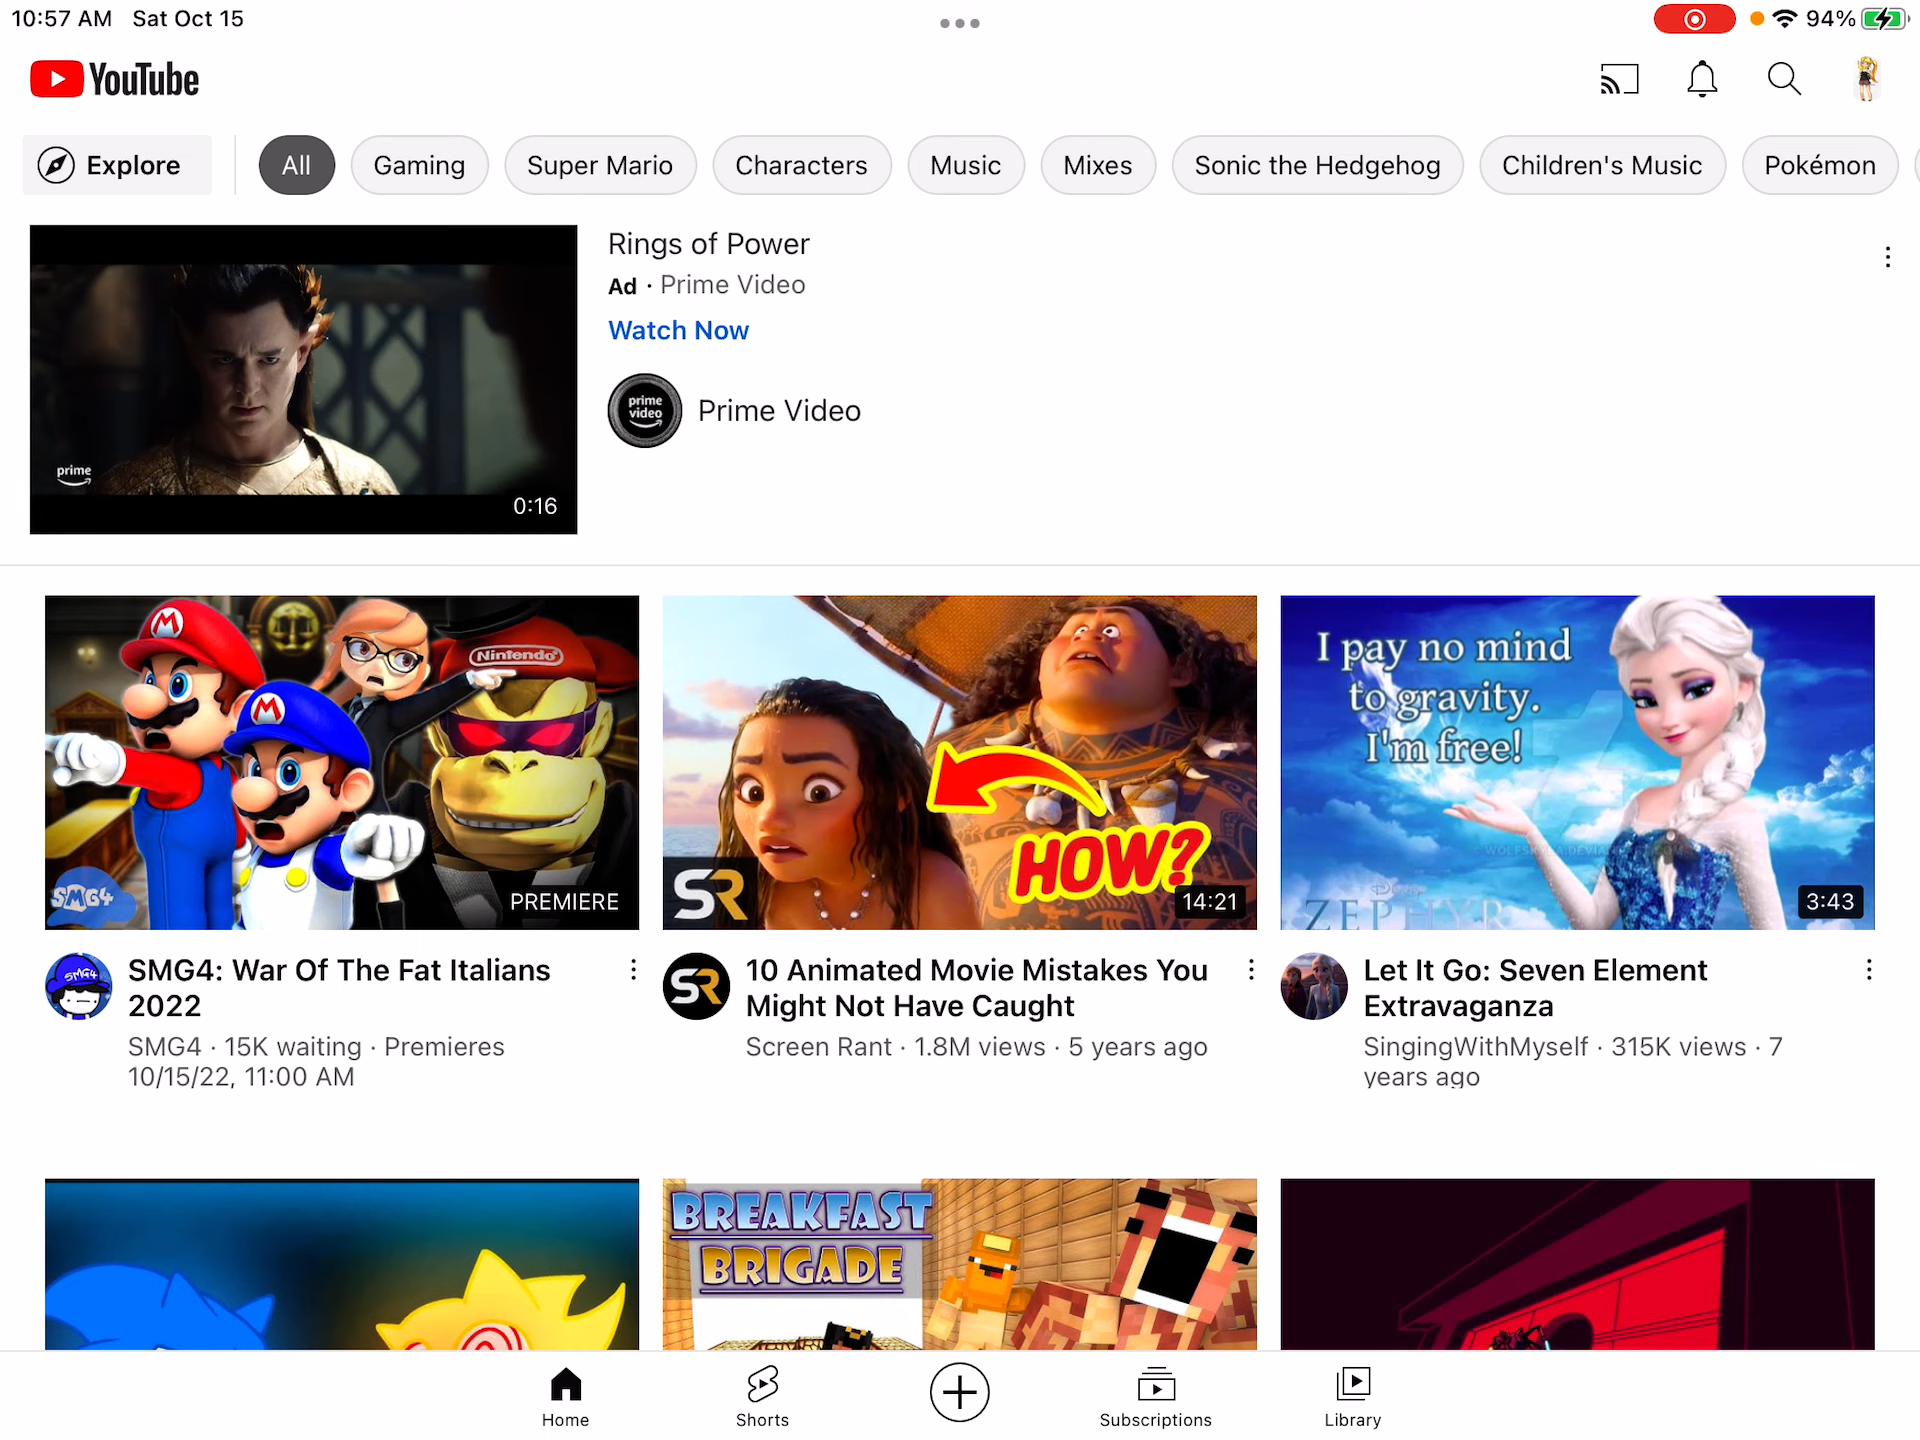 10:57 AM Sat Oct 15
94%
YouTube
Explore
All
Gaming
Super Mario
Characters
Music
Mixes
Sonic the Hedgehog
Children's Music
Pokémon
Rings of Power
Ad · Prime Video
Watch Now
prime
video
Prime Video
prime
0:16
Nintendo
M
M
SMG4
PREMIERE
HOW?
SR
14:21
I pay no mind
to gravity.
I'm free!
Disney
ZEPHYR
3:43
SMG4
SMG4: War Of The Fat Italians
2022
SMG4 · 15K waiting · Premieres
10/15/22, 11:00 AM
SR
10 Animated Movie Mistakes You
Might Not Have Caught
Screen Rant · 1.8M views · 5 years ago
Let It Go: Seven Element
Extravaganza
SingingWithMyself · 315K views · 7
years ago
BREAKFAST
BRIGADE
Home
Shorts
Subscriptions
Library